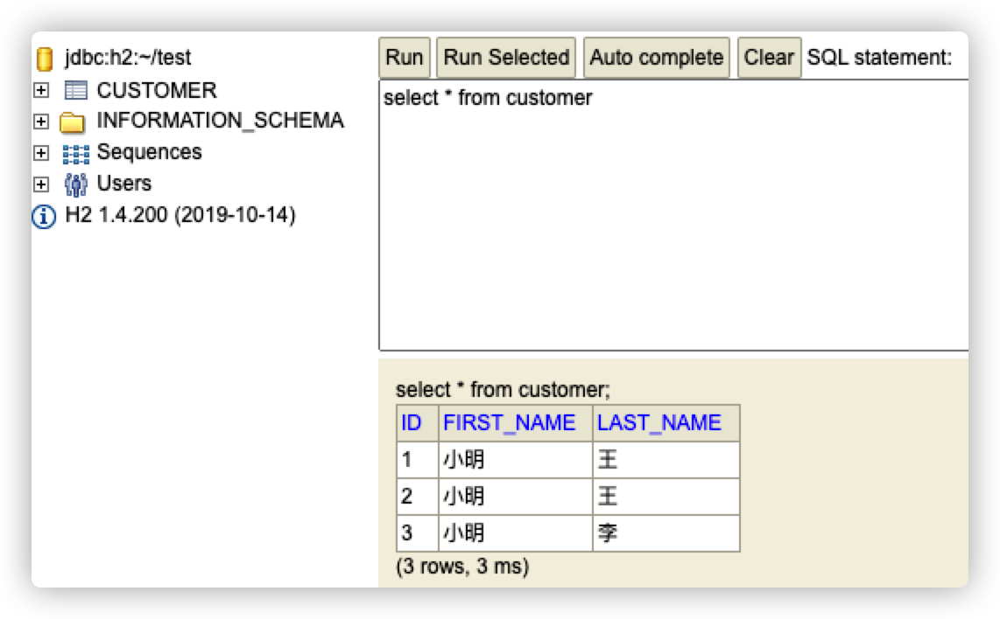 jdbc:h2:~/test
CUSTOMER
INFORMATION_SCHEMA
Sequences
Users
H2 1.4.200 (2019-10-14)
Run Run Selected Auto complete Clear SQL statement:
select * from customer
select * from customer;
ID FIRST_NAME LAST_NAME
1 小明 王
2 小明 王
3 小明 李
(3 rows, 3 ms)